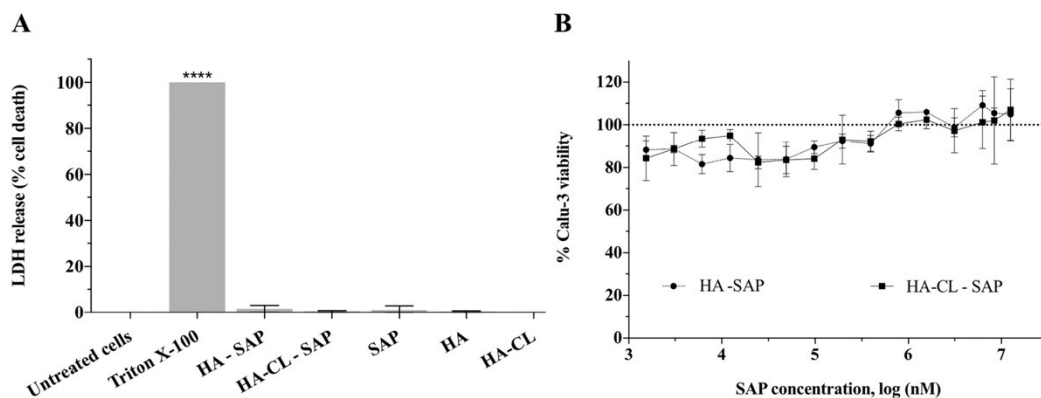 A
LDH release (% cell death)
100
80
60
40
20
0
****
Untreated cells
Triton X-100
HA - SAP
HA-CL - SAP
SAP
HA
HA-CL
B
% Calu-3 viability
120
100
80
60
40
20
0
HA -SAP
HA-CL - SAP
3
4
5
6
7
SAP concentration, log (nM)